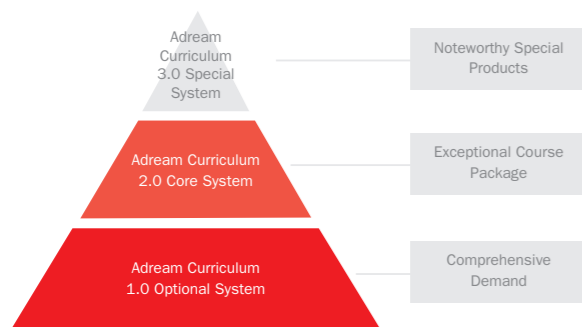 Adream
Curriculum
3.0 Special
System
Noteworthy Special
Products
Adream Curriculum
2.0 Core System
Exceptional Course
Package
Adream Curriculum
1.0 Optional System
Comprehensive
Demand